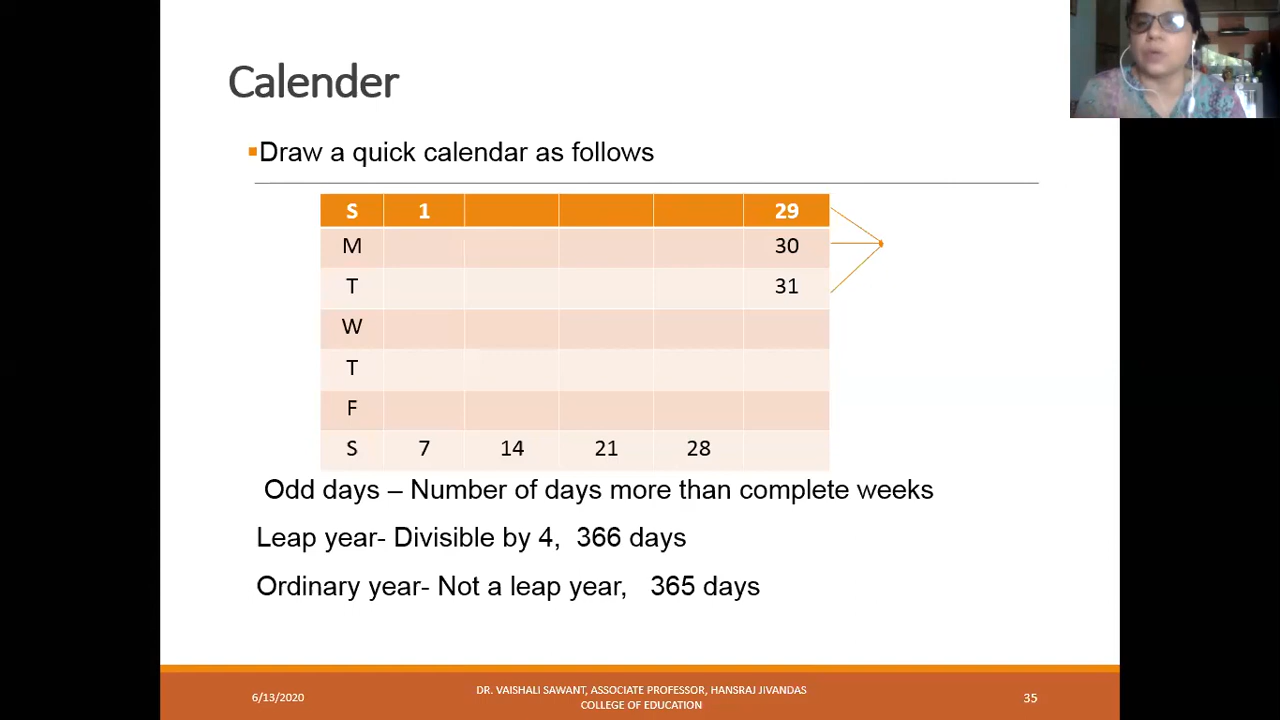 Calender
Draw a quick calendar as follows
S 1 29
M 30
T 31
W
T
F
S 7 14 21 28
Odd days – Number of days more than complete weeks
Leap year- Divisible by 4, 366 days
Ordinary year- Not a leap year, 365 days
6/13/2020
DR. VAISHALI SAWANT, ASSOCIATE PROFESSOR, HANSRAJ JIVANDAS
COLLEGE OF EDUCATION
35